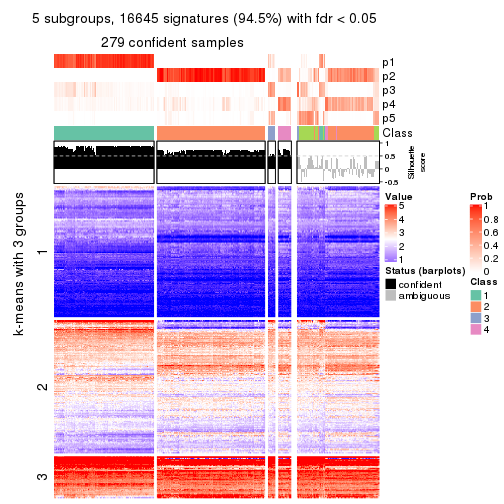 5 subgroups, 16645 signatures (94.5%) with fdr < 0.05
279 confident samples
p1
p2
p3
p4
p5
Class
1
0.5
0
-0.5
Silhouette
score
k-means with 3 groups
1
2
3
Value
5
4
3
2
1
Status (barplots)
confident
ambiguous
Prob
1
0.8
0.6
0.4
0.2
0
Class
1
2
3
4